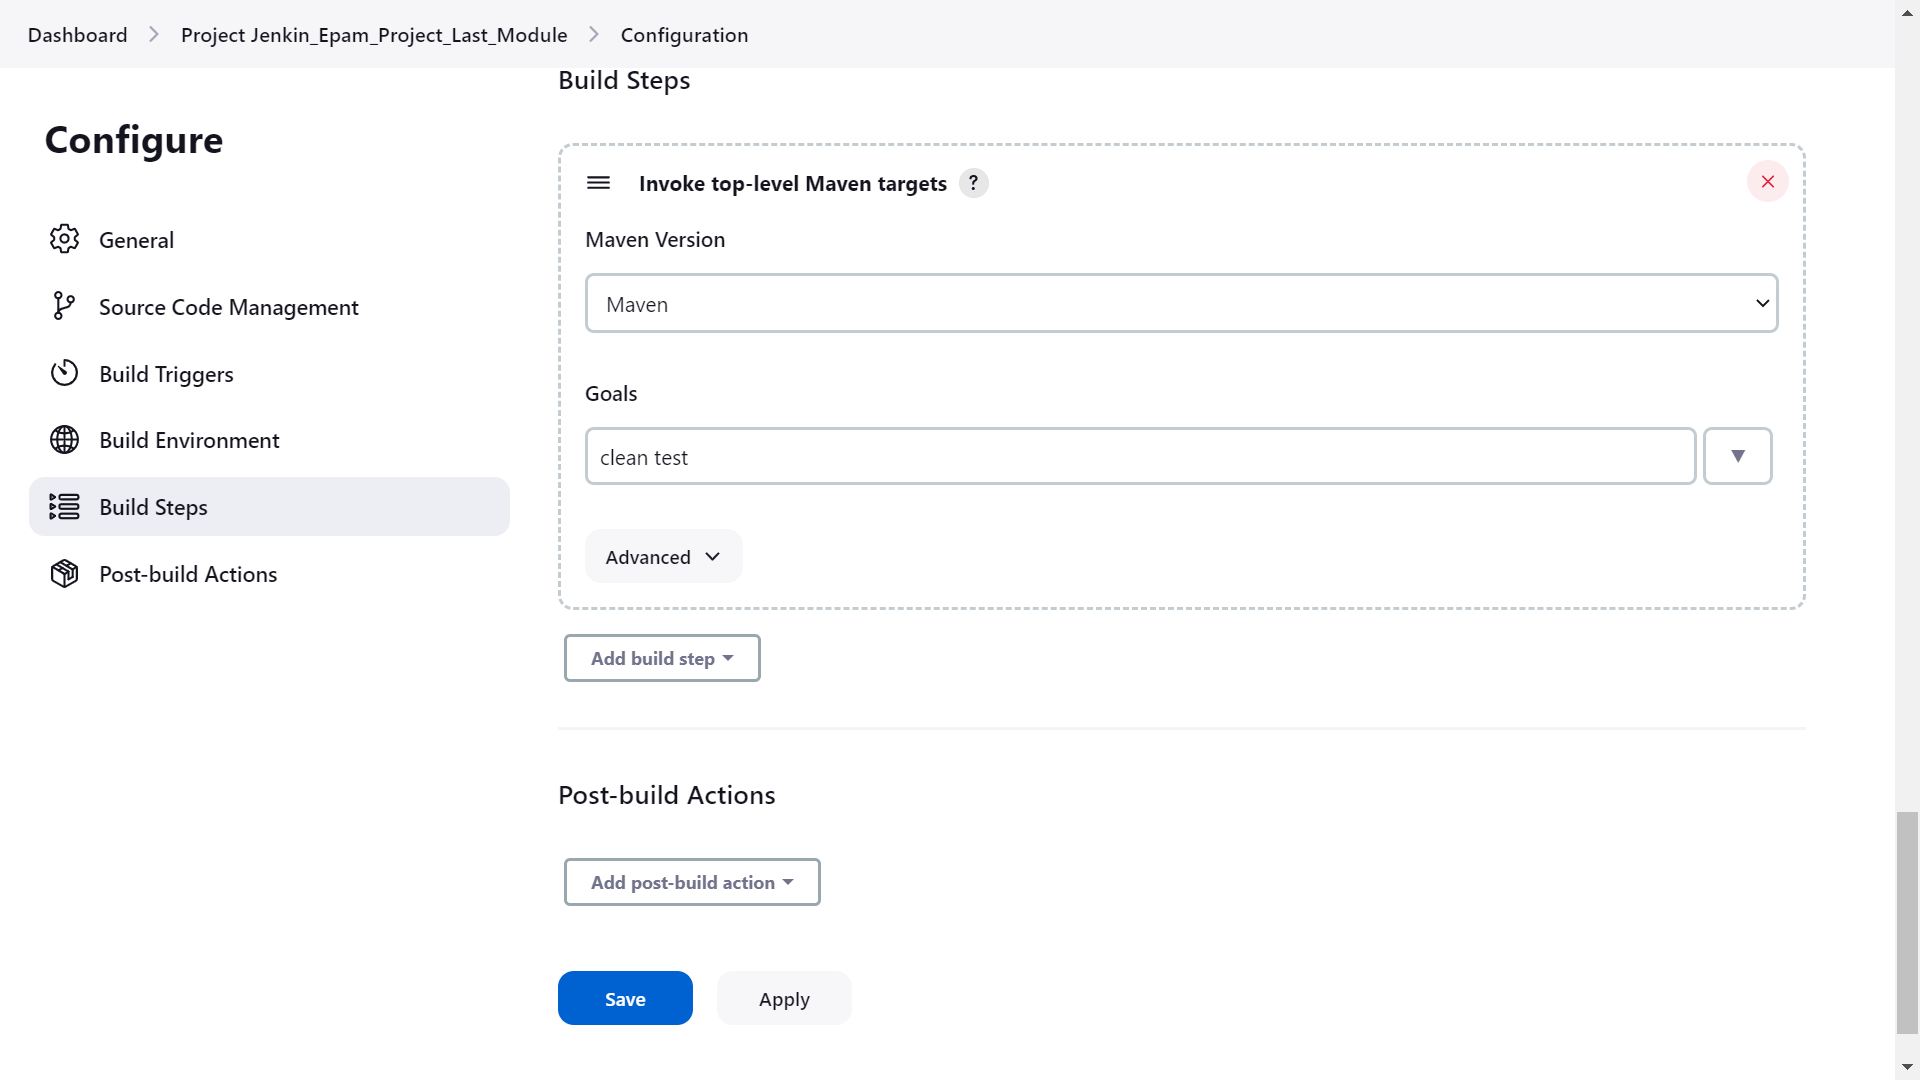 Dashboard > Project Jenkin_Epam_Project_Last_Module > Configuration
Configure
General
Source Code Management
Build Triggers
Build Environment
Build Steps
Post-build Actions
Build Steps
Invoke top-level Maven targets ?
Maven Version
Maven
Goals
clean test
Advanced
Add build step
Post-build Actions
Add post-build action
Save
Apply